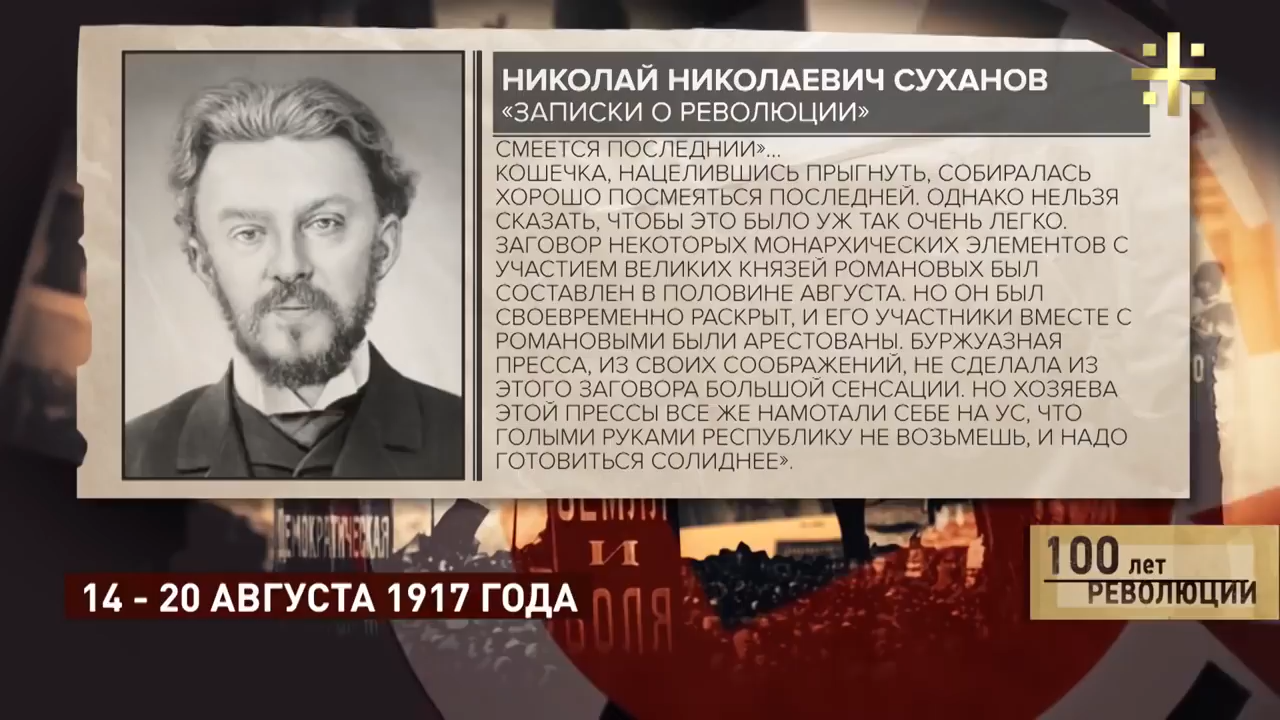 НИКОЛАЙ НИКОЛАЕВИЧ СУХАНОВ
«ЗАПИСКИ О РЕВОЛЮЦИИ»
СМЕЕТСЯ ПОСЛЕДНИИ»...
КОШЕЧКА, НАЦЕЛИВШИСЬ ПРЫГНУТЬ, СОБИРАЛАСЬ
ХОРОШО ПОСМЕЯТЬСЯ ПОСЛЕДНЕЙ. ОДНАКО НЕЛЬЗЯ
СКАЗАТЬ, ЧТОБЫ ЭТО БЫЛО УЖ ТАК ОЧЕНЬ ЛЕГКО.
ЗАГОВОР НЕКОТОРЫХ МОНАРХИЧЕСКИХ ЭЛЕМЕНТОВ С
УЧАСТИЕМ ВЕЛИКИХ КНЯЗЕЙ РОМАНОВЫХ БЫЛ
СОСТАВЛЕН В ПОЛОВИНЕ АВГУСТА. НО ОН БЫЛ
СВОЕВРЕМЕННО РАСКРЫТ, И ЕГО УЧАСТНИКИ ВМЕСТЕ С
РОМАНОВЫМИ БЫЛИ АРЕСТОВАНЫ. БУРЖУАЗНАЯ
ПРЕССА, ИЗ СВОИХ СООБРАЖЕНИЙ, НЕ СДЕЛАЛА ИЗ
ЭТОГО ЗАГОВОРА БОЛЬШОЙ СЕНСАЦИИ. НО ХОЗЯЕВА
ЭТОЙ ПРЕССЫ ВСЕ ЖЕ НАМОТАЛИ СЕБЕ НА УС, ЧТО
ГОЛЫМИ РУКАМИ РЕСПУБЛИКУ НЕ ВОЗЬМЕШЬ, И НАДО
ГОТОВИТЬСЯ СОЛИДНЕЕ».
ДЕМОКРАТИЧЕСКАЯ
ЗЕМЛЯ
И
ВОЛЯ
14 - 20 АВГУСТА 1917 ГОДА
100 лет
РЕВОЛЮЦИИ